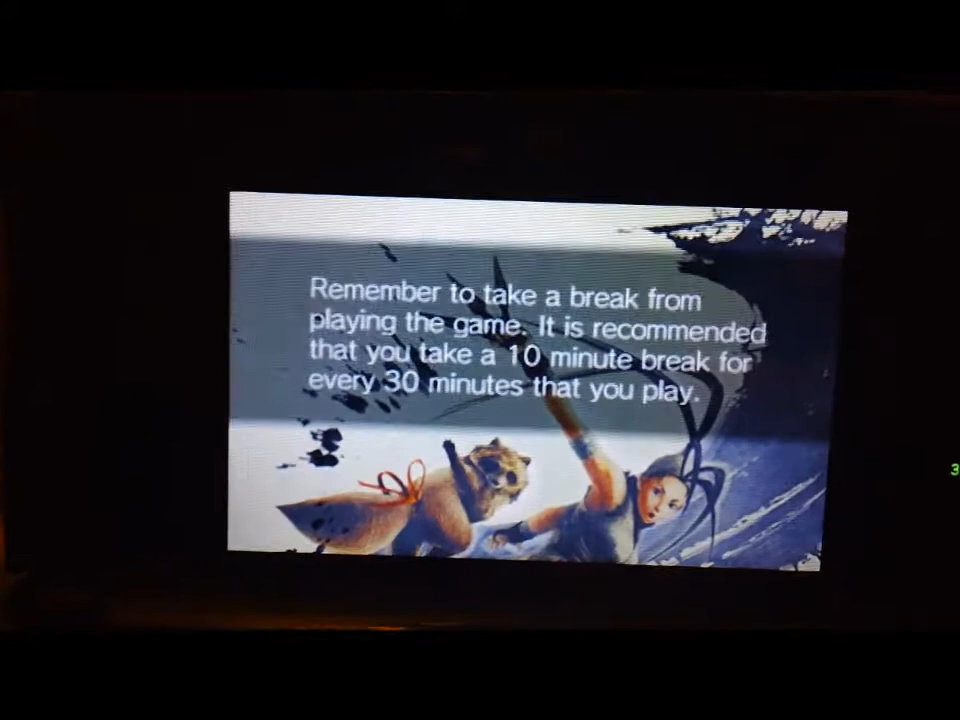 Remember to take a break from
playing the game. It is recommended
that you take a 10 minute break for
every 30 minutes that you play.
3